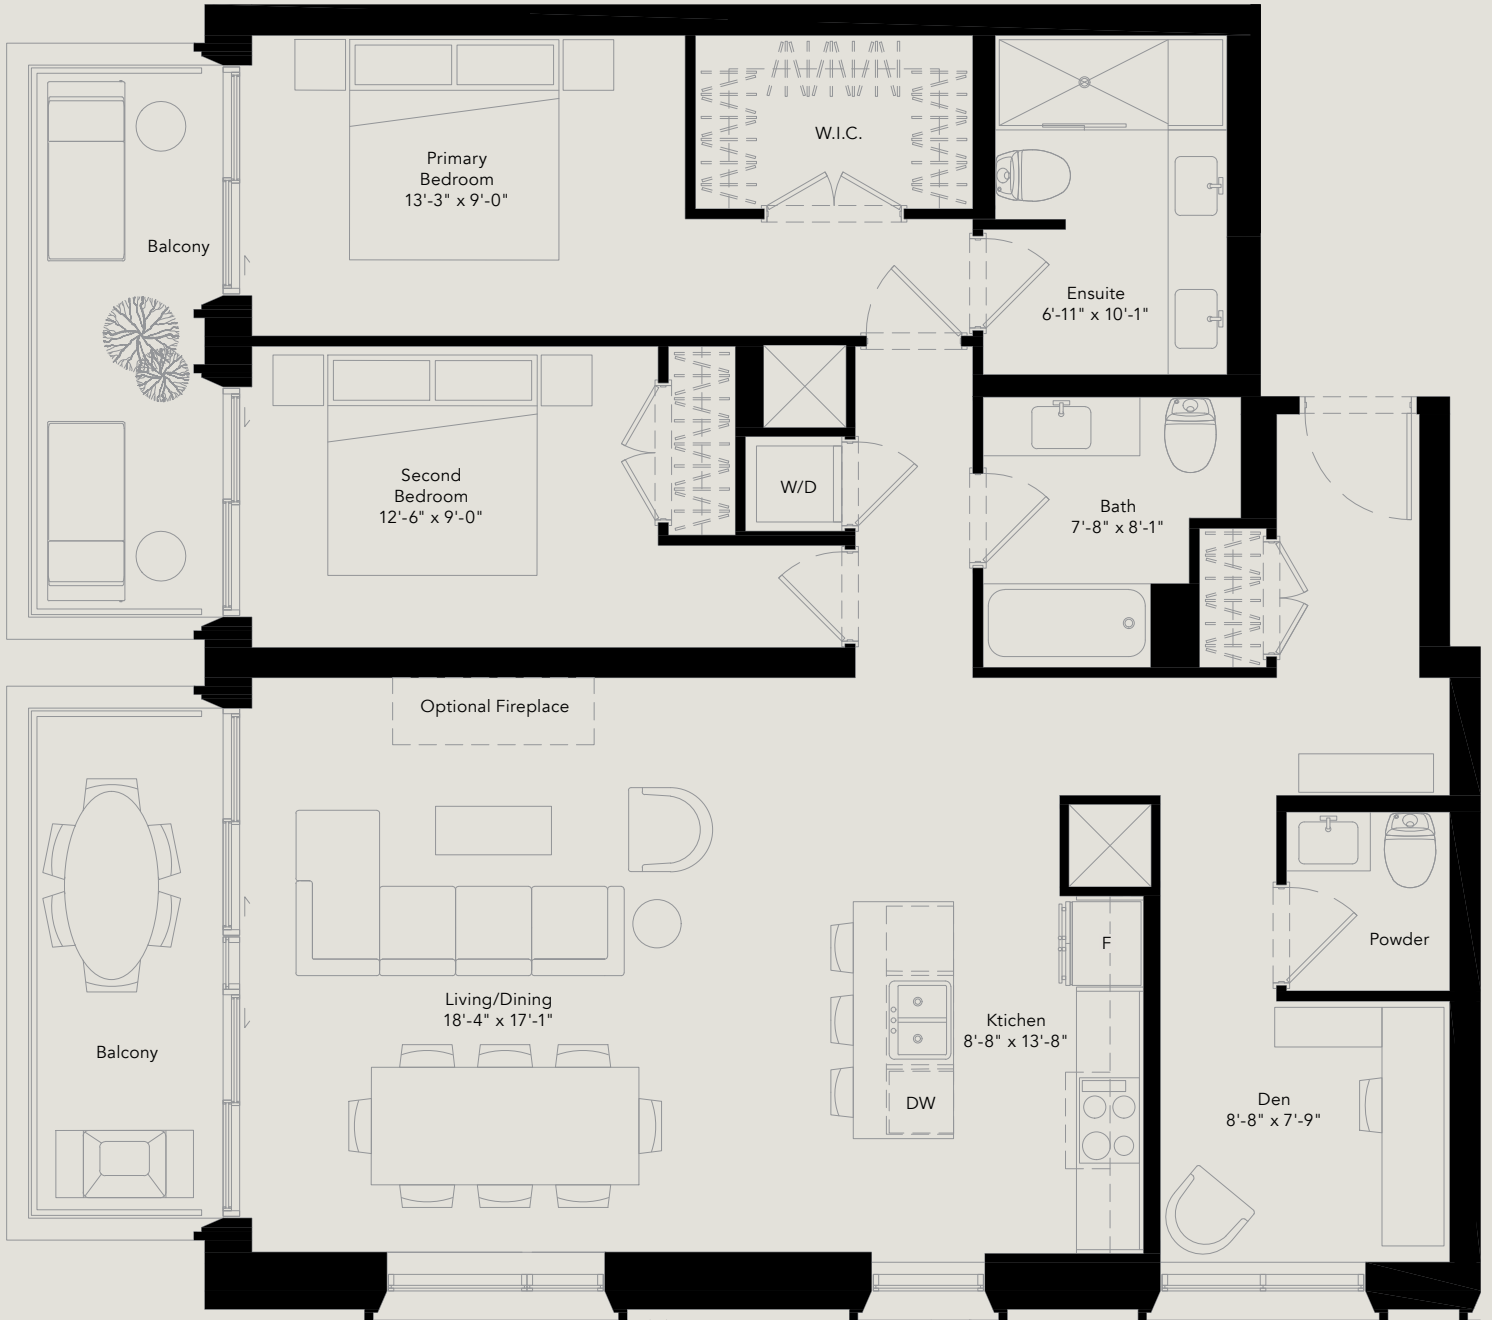 W.I.C.
Primary
Bedroom
13'-3" x 9'-0"
Balcony
Ensuite
6'-11" x 10'-1"
Second
Bedroom
12'-6" x 9'-0"
W/D
Bath
7'-8" x 8'-1"
Optional Fireplace
Powder
F
Living/Dining
18'-4" x 17'-1"
Ktichen
8'-8" x 13'-8"
Balcony
DW
Den
8'-8" x 7'-9"